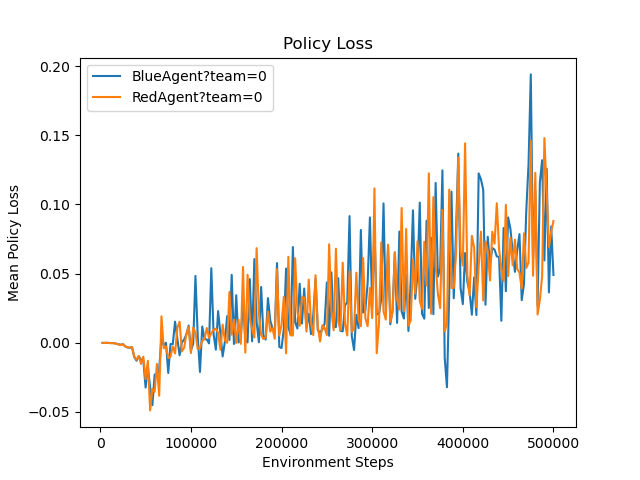 Policy Loss
BlueAgent?team=0
RedAgent?team=0
Mean Policy Loss
0.20
0.15
0.10
0.05
0.00
−0.05
0 100000 200000 300000 400000 500000
Environment Steps